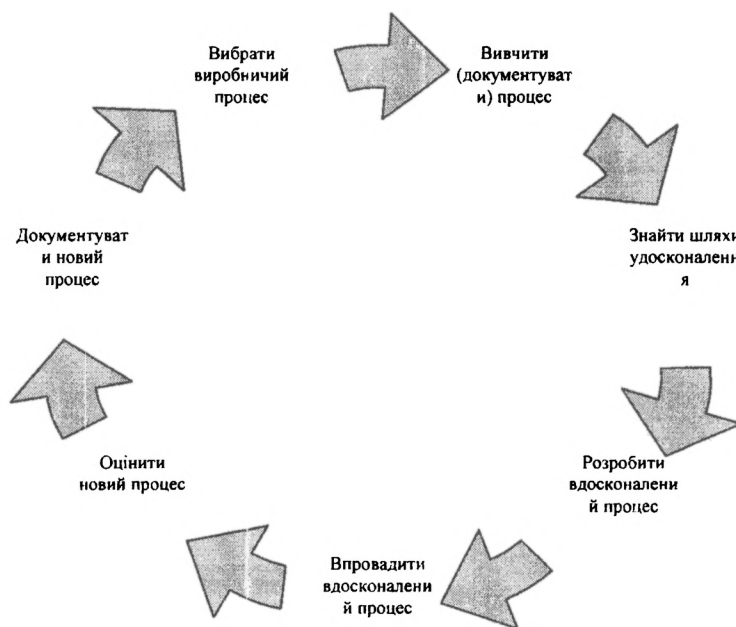 Вибрати
виробничий
процес
Вивчити
(документуват
и) процес
Знайти шляхи
удосконаленн
я
Розробити
вдосконалени
й процес
Впровадити
вдосконалени
й процес
Оцінити
новий процес
Документуват
и новий
процес